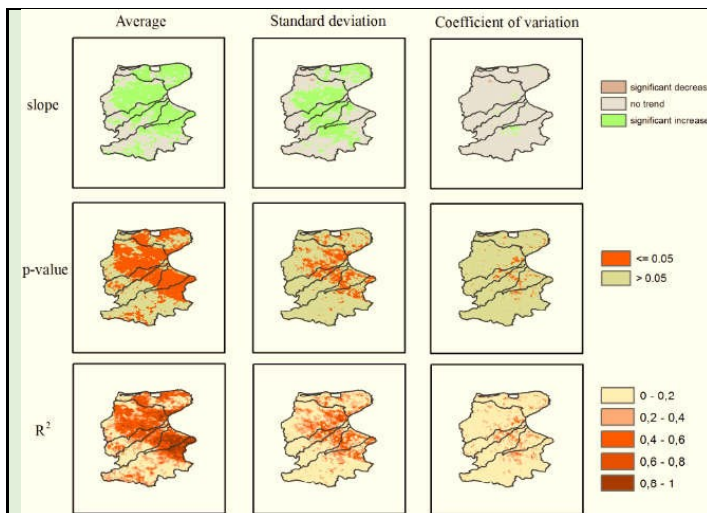 Average
Standard deviation
Coefficient of variation
slope
significant decreas
no trend
significant increase
p-value
<= 0.05
> 0.05
R²
0 - 0,2
0,2 - 0,4
0,4 - 0,6
0,6 - 0,8
0,8 - 1